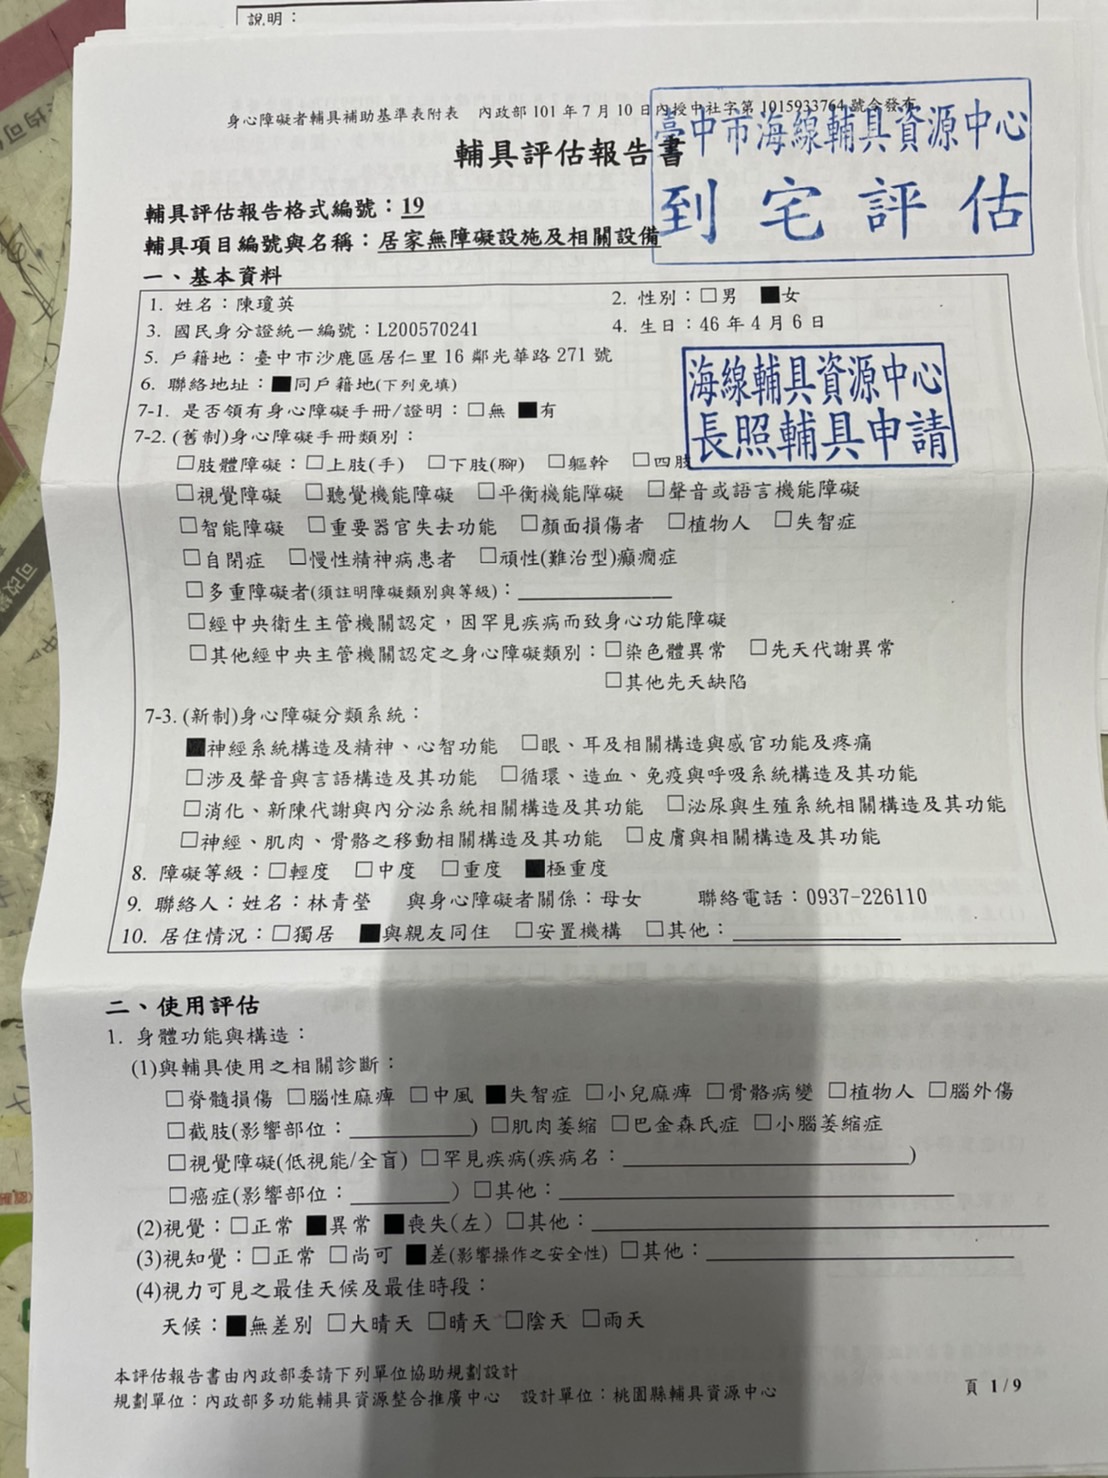 說明：
身心障礙者輔具補助基準表附表　內政部 101 年 7 月 10 日內授中社字第 1015933764 號令發布
輔具評估報告書
臺中市海線輔具資源中心
到宅評估
輔具評估報告格式編號：19
輔具項目編號與名稱：居家無障礙設施及相關設備
一、基本資料
1. 姓名：陳瓊英　2. 性別：□男 ■女
3. 國民身分證統一編號：L200570241　4. 生日：46 年 4 月 6 日
5. 戶籍地：臺中市沙鹿區居仁里 16 鄰光華路 271 號
6. 聯絡地址：■同戶籍地(下列免填)
海線輔具資源中心
長照輔具申請
7-1. 是否領有身心障礙手冊/證明：□無 ■有
7-2. (舊制)身心障礙手冊類別：
□肢體障礙：□上肢(手) □下肢(腳) □軀幹 □四肢
□視覺障礙 □聽覺機能障礙 □平衡機能障礙 □聲音或語言機能障礙
□智能障礙 □重要器官失去功能 □顏面損傷者 □植物人 □失智症
□自閉症 □慢性精神病患者 □頑性(難治型)癲癇症
□多重障礙者(須註明障礙類別與等級)：
□經中央衛生主管機關認定，因罕見疾病而致身心功能障礙
□其他經中央主管機關認定之身心障礙類別：□染色體異常 □先天代謝異常
□其他先天缺陷
7-3. (新制)身心障礙分類系統：
■神經系統構造及精神、心智功能 □眼、耳及相關構造與感官功能及疼痛
□涉及聲音與言語構造及其功能 □循環、造血、免疫與呼吸系統構造及其功能
□消化、新陳代謝與內分泌系統相關構造及其功能 □泌尿與生殖系統相關構造及其功能
□神經、肌肉、骨骼之移動相關構造及其功能 □皮膚與相關構造及其功能
8. 障礙等級：□輕度 □中度 □重度 ■極重度
9. 聯絡人：姓名：林青瑩　與身心障礙者關係：母女　聯絡電話：0937-226110
10. 居住情況：□獨居 ■與親友同住 □安置機構 □其他：
二、使用評估
1. 身體功能與構造：
(1)與輔具使用之相關診斷：
□脊髓損傷 □腦性麻痺 □中風 ■失智症 □小兒麻痺 □骨骼病變 □植物人 □腦外傷
□截肢(影響部位：　) □肌肉萎縮 □巴金森氏症 □小腦萎縮症
□視覺障礙(低視能/全盲) □罕見疾病(疾病名：　)
□癌症(影響部位：　) □其他：
(2)視覺：□正常 ■異常 ■喪失(左) □其他：
(3)視知覺：□正常 □尚可 ■差(影響操作之安全性) □其他：
(4)視力可見之最佳天候及最佳時段：
天候：■無差別 □大晴天 □晴天 □陰天 □雨天
本評估報告書由內政部委請下列單位協助規劃設計
規劃單位：內政部多功能輔具資源整合推廣中心　設計單位：桃園縣輔具資源中心
頁 1 / 9